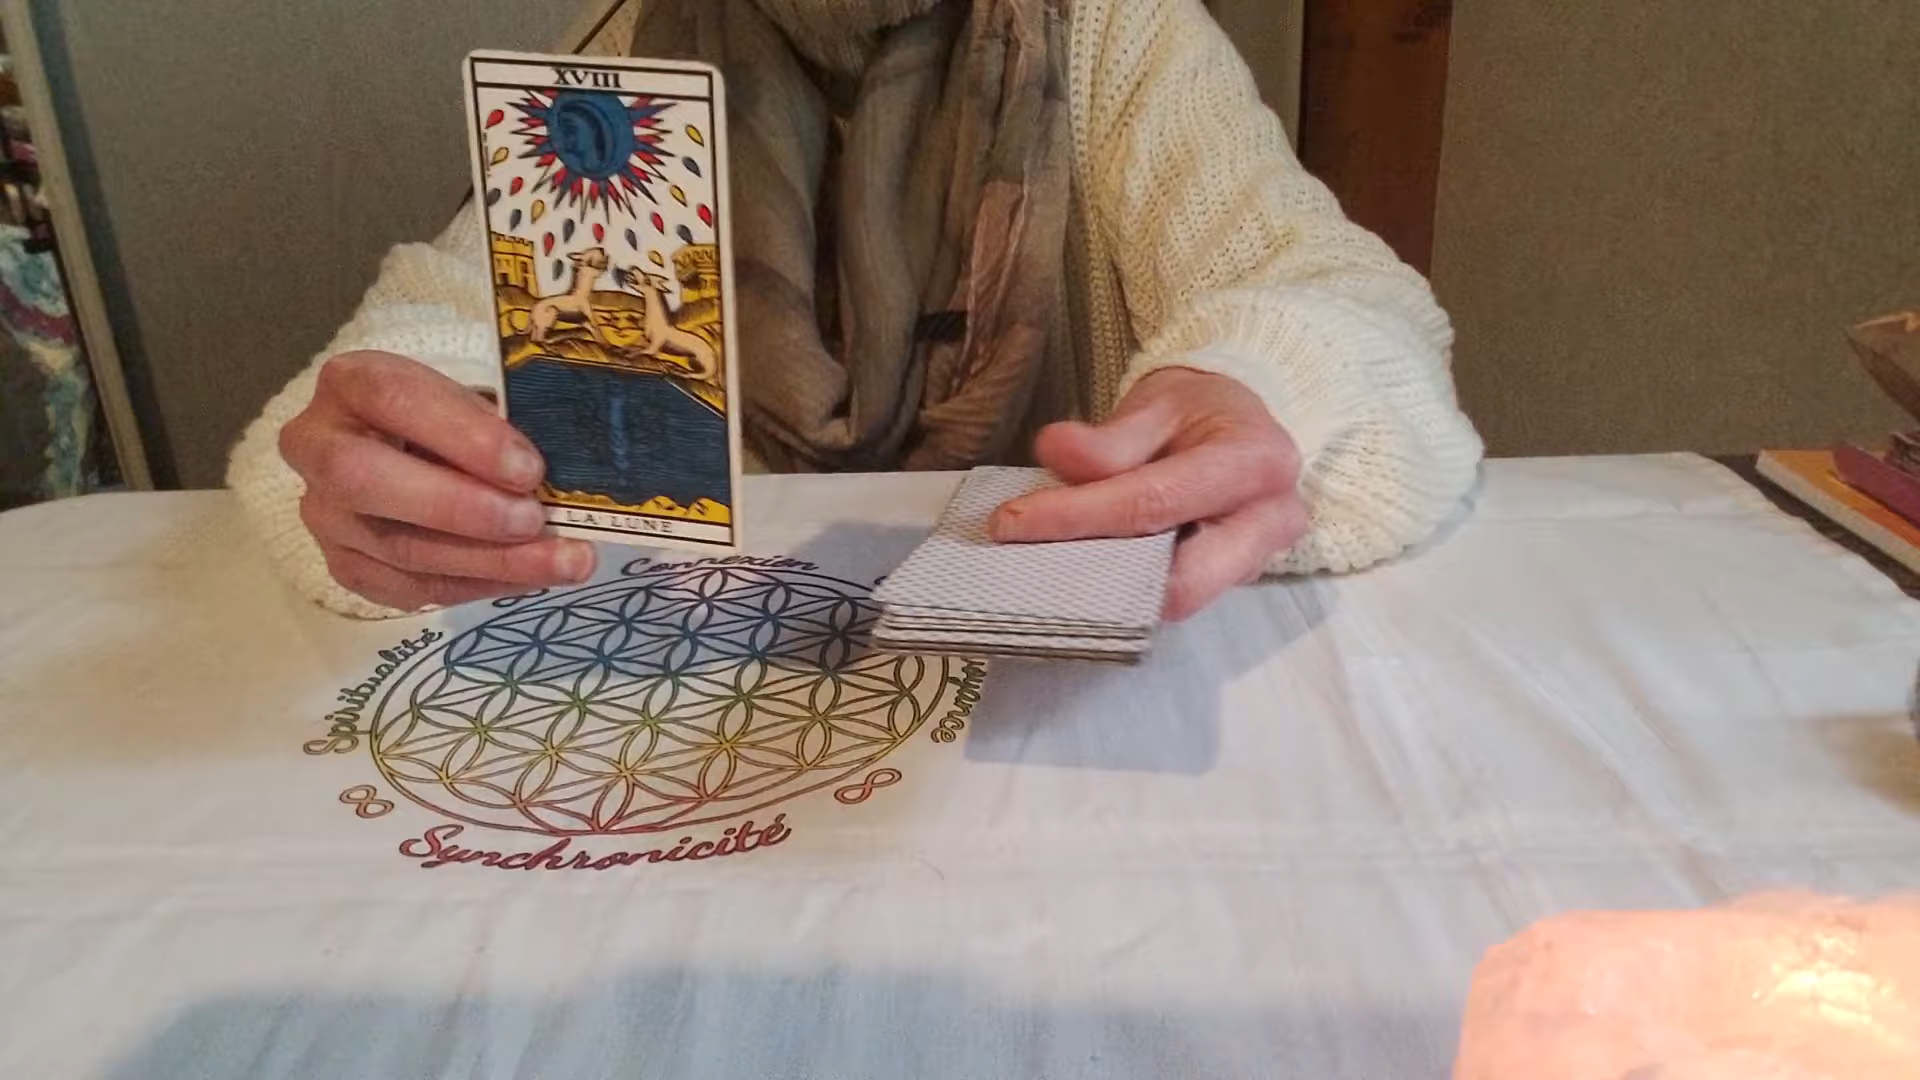 XVIII
LA LUNE
Connexion
Spiritualité
Synchronicité